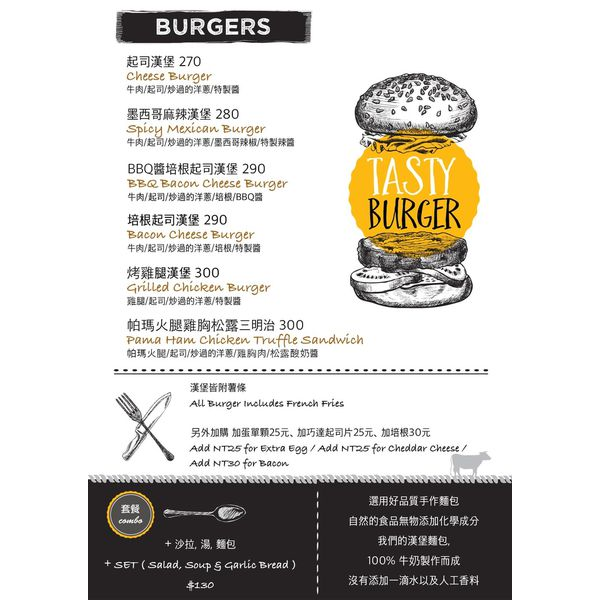 BURGERS
起司漢堡 270
Cheese Burger
牛肉/起司/炒過的洋蔥/特製醬
墨西哥麻辣漢堡 280
Spicy Mexican Burger
牛肉/起司/炒過的洋蔥/墨西哥辣椒/特製辣醬
BBQ醬培根起司漢堡 290
BBQ Bacon Cheese Burger
牛肉/起司/炒過的洋蔥/培根/BBQ醬
培根起司漢堡 290
Bacon Cheese Burger
牛肉/起司/炒過的洋蔥/培根/特製醬
烤雞腿漢堡 300
Grilled Chicken Burger
雞腿/起司/炒過的洋蔥/特製醬
帕瑪火腿雞胸松露三明治 300
Pama Ham Chicken Truffle Sandwich
帕瑪火腿/起司/炒過的洋蔥/雞胸肉/松露酸奶醬
TASTY
BURGER
漢堡皆附薯條
All Burger Includes French Fries
另外加購 加蛋單顆25元、加巧達起司片25元、加培根30元
Add NT25 for Extra Egg / Add NT25 for Cheddar Cheese /
Add NT30 for Bacon
套餐
combo
+ 沙拉, 湯, 麵包
+ SET ( Salad, Soup & Garlic Bread )
$130
選用好品質手作麵包
自然的食品無物添加化學成分
我們的漢堡麵包,
100% 牛奶製作而成
沒有添加一滴水以及人工香料